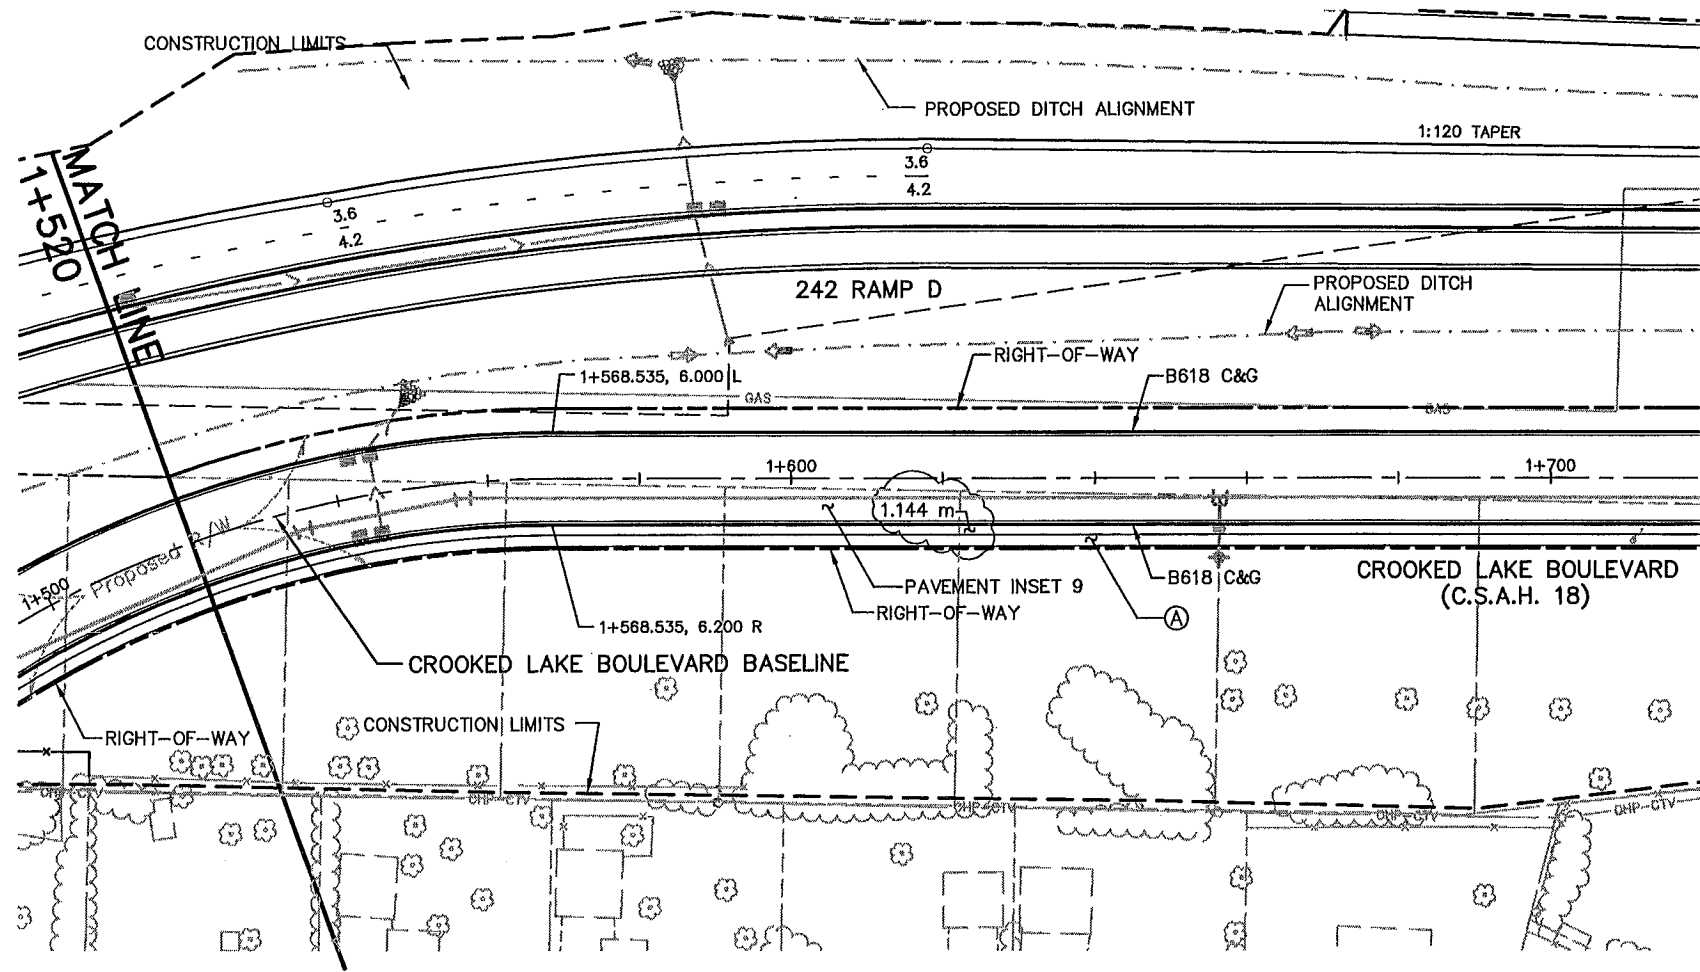 CONSTRUCTION LIMITS
PROPOSED DITCH ALIGNMENT
1:120 TAPER
3.6
4.2
3.6
4.2
MATCH LINE
1+520
242 RAMP D
PROPOSED DITCH
ALIGNMENT
RIGHT-OF-WAY
1+568.535, 6.000 L
B618 C&G
GAS
GAS
1+600
1+700
1.144 m
Proposed R/W
1+500
PAVEMENT INSET 9
B618 C&G
CROOKED LAKE BOULEVARD
(C.S.A.H. 18)
RIGHT-OF-WAY
A
1+568.535, 6.200 R
CROOKED LAKE BOULEVARD BASELINE
CONSTRUCTION LIMITS
RIGHT-OF-WAY
OHP-CTV
OHP-CTV
OHP-CTV
OHP-CTV
OHP-CTV